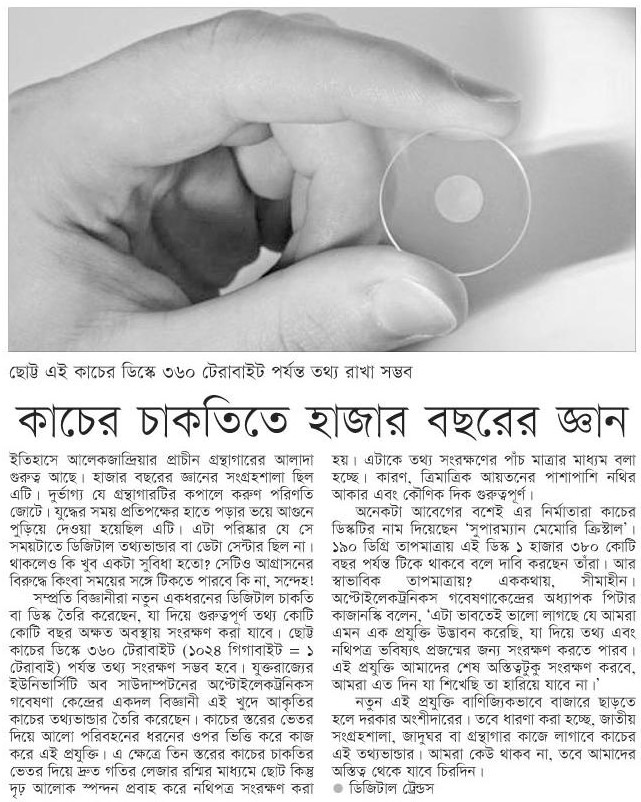 ছোট্ট এই কাচের ডিস্কে ৩৬০ টেরাবাইট পর্যন্ত তথ্য রাখা সম্ভব
কাচের চাকতিতে হাজার বছরের জ্ঞান
ইতিহাসে আলেকজান্দ্রিয়ার প্রাচীন গ্রন্থাগারের আলাদা
গুরুত্ব আছে। হাজার বছরের জ্ঞানের সংগ্রহশালা ছিল
এটি। দুর্ভাগ্য যে গ্রন্থাগারটির কপালে করুণ পরিণতি
জোটে। যুদ্ধের সময় প্রতিপক্ষের হাতে পড়ার ভয়ে আগুনে
পুড়িয়ে দেওয়া হয়েছিল এটি। এটা পরিষ্কার যে সে
সময়টাতে ডিজিটাল তথ্যভান্ডার বা ডেটা সেন্টার ছিল না।
থাকলেও কি খুব একটা সুবিধা হতো? সেটিও আগ্রাসনের
বিরুদ্ধে কিংবা সময়ের সঙ্গে টিকতে পারবে কি না, সন্দেহ!
সম্প্রতি বিজ্ঞানীরা নতুন একধরনের ডিজিটাল চাকতি
বা ডিস্ক তৈরি করেছেন, যা দিয়ে গুরুত্বপূর্ণ তথ্য কোটি
কোটি বছর অক্ষত অবস্থায় সংরক্ষণ করা যাবে। ছোট্ট
কাচের ডিস্কে ৩৬০ টেরাবাইট (১০২৪ গিগাবাইট = ১
টেরাবাই) পর্যন্ত তথ্য সংরক্ষণ সম্ভব হবে। যুক্তরাজ্যের
ইউনিভার্সিটি অব সাউদাম্পটনের অপ্টোইলেকট্রনিকস
গবেষণা কেন্দ্রের একদল বিজ্ঞানী এই খুদে আকৃতির
কাচের তথ্যভান্ডার তৈরি করেছেন। কাচের স্তরের ভেতর
দিয়ে আলো পরিবহনের ধরনের ওপর ভিত্তি করে কাজ
করে এই প্রযুক্তি। এ ক্ষেত্রে তিন স্তরের কাচের চাকতির
ভেতর দিয়ে দ্রুত গতির লেজার রশ্মির মাধ্যমে ছোট কিন্তু
দৃঢ় আলোক স্পন্দন প্রবাহ করে নথিপত্র সংরক্ষণ করা
হয়। এটাকে তথ্য সংরক্ষণের পাঁচ মাত্রার মাধ্যম বলা
হচ্ছে। কারণ, ত্রিমাত্রিক আয়তনের পাশাপাশি নথির
আকার এবং কৌণিক দিক গুরুত্বপূর্ণ।
অনেকটা আবেগের বশেই এর নির্মাতারা কাচের
ডিস্কটির নাম দিয়েছেন ‘সুপারম্যান মেমোরি ক্রিস্টাল’।
১৯০ ডিগ্রি তাপমাত্রায় এই ডিস্ক ১ হাজার ৩৮০ কোটি
বছর পর্যন্ত টিকে থাকবে বলে দাবি করছেন তাঁরা। আর
স্বাভাবিক তাপমাত্রায়? এককথায়, সীমাহীন।
অপ্টোইলেকট্রনিকস গবেষণাকেন্দ্রের অধ্যাপক পিটার
কাজানস্কি বলেন, ‘এটা ভাবতেই ভালো লাগছে যে আমরা
এমন এক প্রযুক্তি উদ্ভাবন করেছি, যা দিয়ে তথ্য এবং
নথিপত্র ভবিষ্যৎ প্রজন্মের জন্য সংরক্ষণ করতে পারব।
এই প্রযুক্তি আমাদের শেষ অস্তিত্বটুকু সংরক্ষণ করবে,
আমরা এত দিন যা শিখেছি তা হারিয়ে যাবে না।’
নতুন এই প্রযুক্তি বাণিজ্যিকভাবে বাজারে ছাড়তে
হলে দরকার অংশীদারের। তবে ধারণা করা হচ্ছে, জাতীয়
সংগ্রহশালা, জাদুঘর বা গ্রন্থাগার কাজে লাগাবে কাচের
এই তথ্যভান্ডার। আমরা কেউ থাকব না, তবে আমাদের
অস্তিত্ব থেকে যাবে চিরদিন।
● ডিজিটাল ট্রেন্ডস